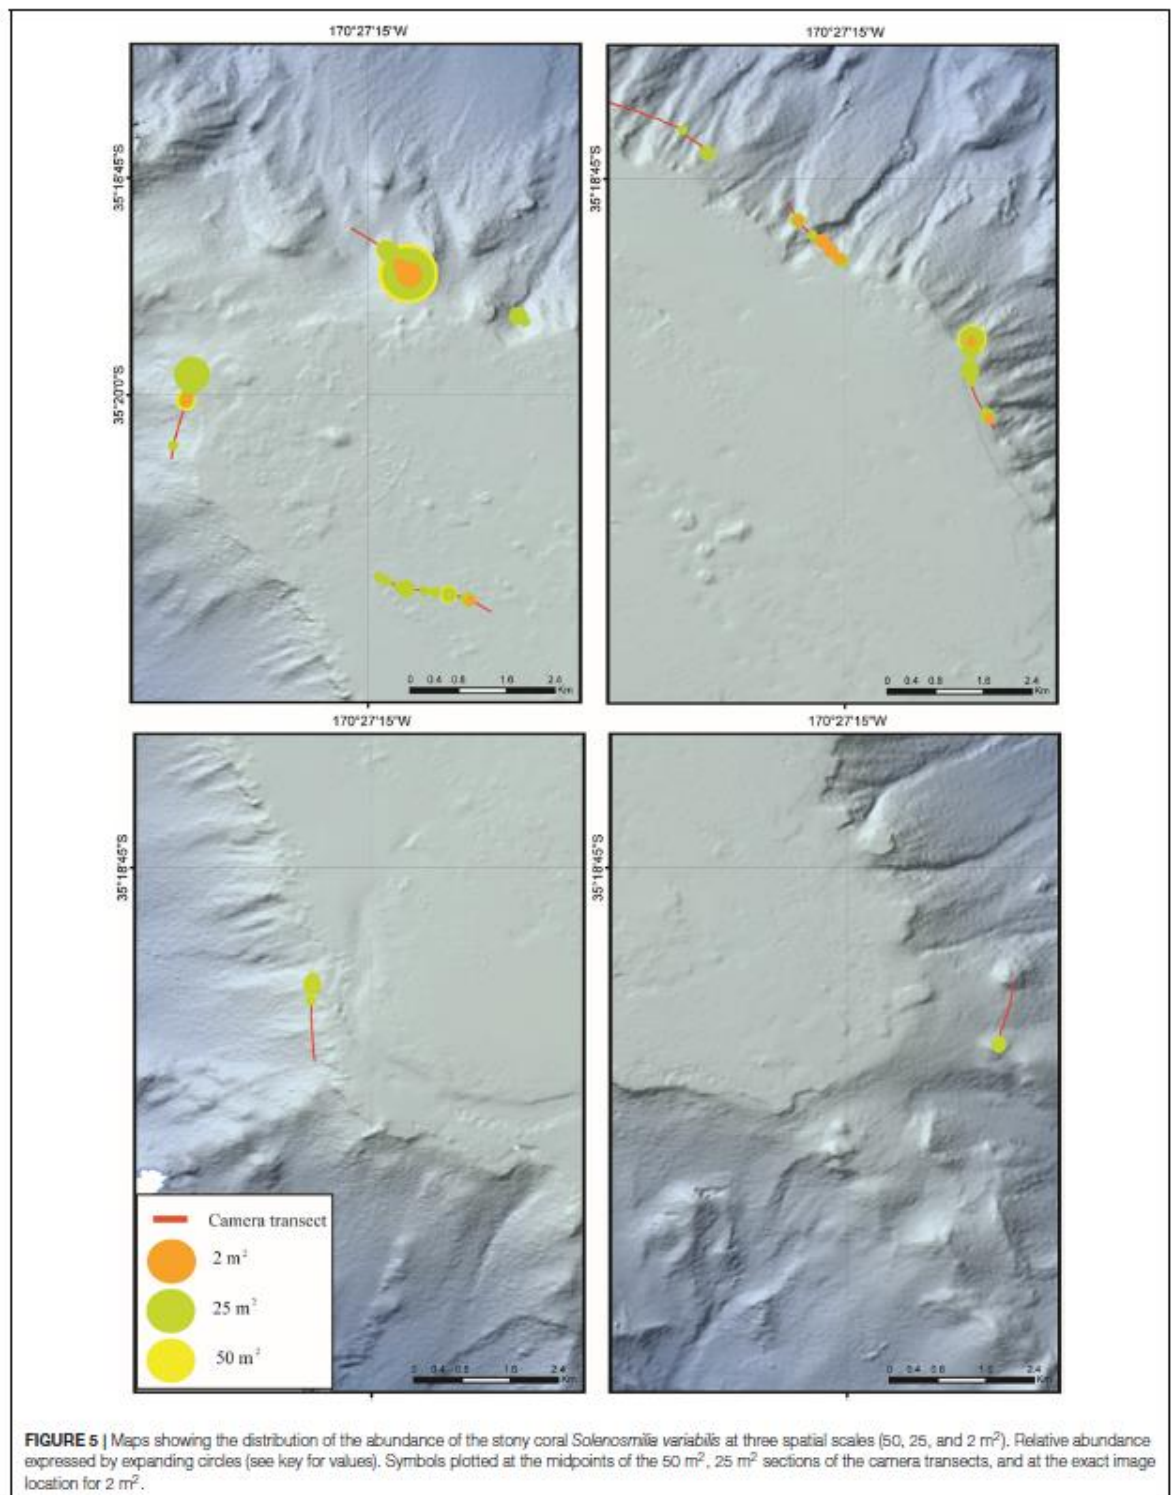 170°27'15"W
170°27'15"W
35°18'45"S
35°18'45"S
35°20'0"S
0 0.4 0.8 1.6 2.4
Km
0 0.4 0.8 1.6 2.4
Km
170°27'15"W
170°27'15"W
35°18'45"S
35°18'45"S
Camera transect
2 m²
25 m²
50 m²
0 0.4 0.8 1.6 2.4
Km
0 0.4 0.8 1.6 2.4
Km
FIGURE 5 | Maps showing the distribution of the abundance of the stony coral Solenosmilia variabilis at three spatial scales (50, 25, and 2 m²). Relative abundance
expressed by expanding circles (see key for values). Symbols plotted at the midpoints of the 50 m², 25 m² sections of the camera transects, and at the exact image
location for 2 m².